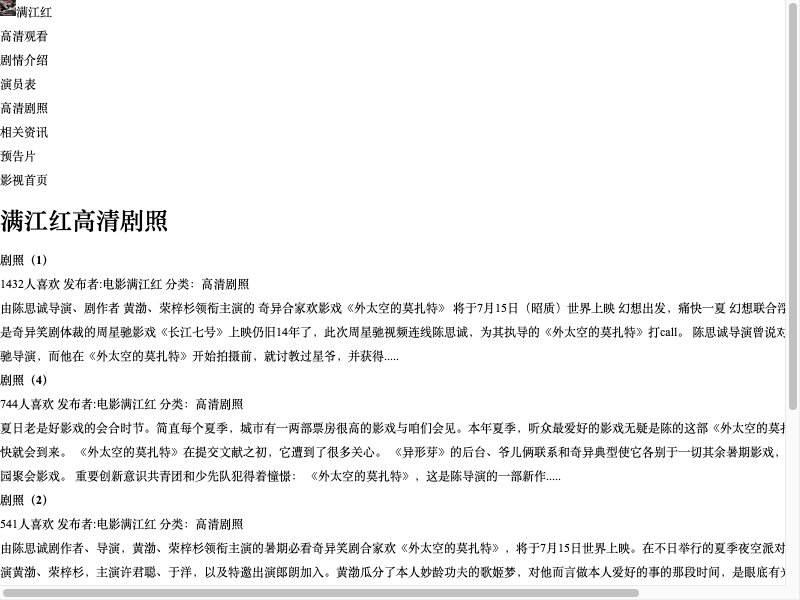 满江红
高清观看
剧情介绍
演员表
高清剧照
相关资讯
预告片
影视首页
满江红高清剧照
剧照（1）
1432人喜欢 发布者:电影满江红 分类：高清剧照
由陈思诚导演、剧作者 黄渤、荣梓杉领衔主演的 奇异合家欢影戏《外太空的莫扎特》 将于7月15日（昭质）世界上映 幻想出发，痛快一夏 幻想联合
是奇异笑剧体裁的周星驰影戏《长江七号》上映仍旧14年了，此次周星驰视频连线陈思诚，为其执导的《外太空的莫扎特》打call。 陈思诚导演曾说
驰导演，而他在《外太空的莫扎特》开始拍摄前，就讨教过星爷，并获得.....
剧照（4）
744人喜欢 发布者:电影满江红 分类：高清剧照
夏日老是好影戏的会合时节。简直每个夏季，城市有一两部票房很高的影戏与咱们会见。本年夏季，听众最爱好的影戏无疑是陈的这部《外太空的莫
快就会到来。 《外太空的莫扎特》在提交文献之初，它遭到了很多关心。 《异形芽》的后台、爷儿俩联系和奇异典型使它各别于一切其余暑期影戏，
园聚会影戏。 重要创新意识共青团和少先队犯得着憧憬： 《外太空的莫扎特》，这是陈导演的一部新作.....
剧照（2）
541人喜欢 发布者:电影满江红 分类：高清剧照
由陈思诚剧作者、导演，黄渤、荣梓杉领衔主演的暑期必看奇异笑剧合家欢《外太空的莫扎特》，将于7月15日世界上映。在不日举行的夏季夜空派对
演黄渤、荣梓杉，主演许君聪、于洋，以及特邀出演郎朗加入。黄渤瓜分了本人妙龄功夫的歌姬梦，对他而言做本人爱好的事的那段时间，是眼底有